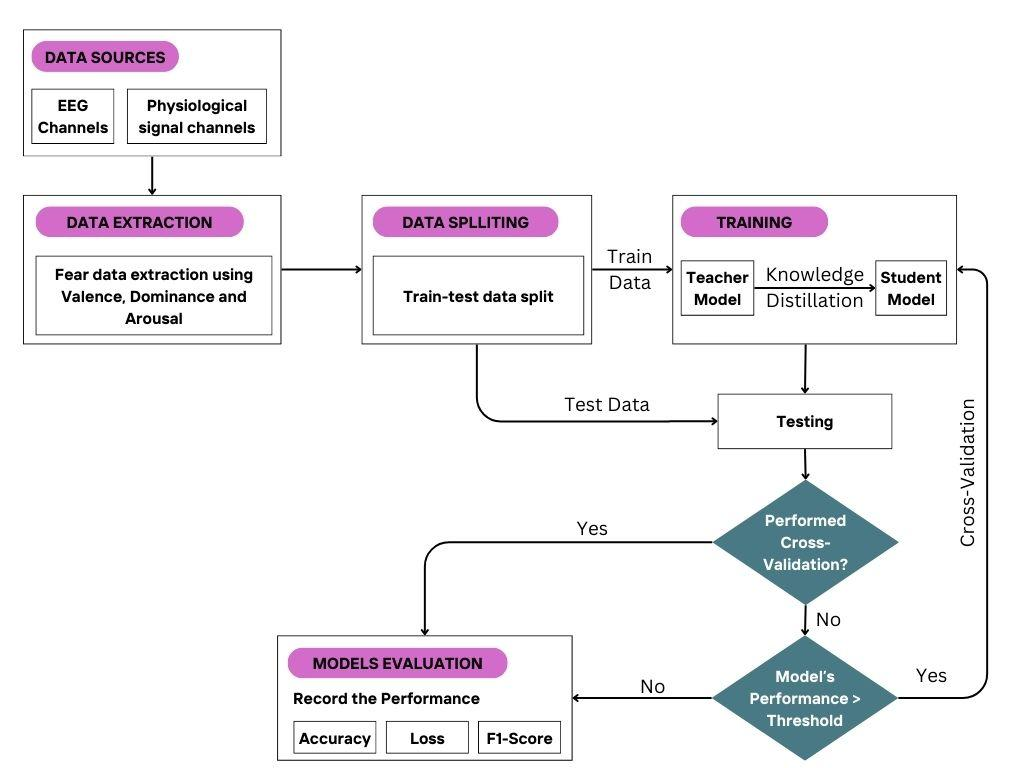 DATA SOURCES
EEG
Channels
Physiological
signal channels
DATA EXTRACTION
Fear data extraction using
Valence, Dominance and
Arousal
DATA SPLLITING
Train-test data split
Train
Data
TRAINING
Teacher
Model
Knowledge
Distillation
Student
Model
Test Data
Testing
Cross-Validation
Performed
Cross-
Validation?
Yes
No
MODELS EVALUATION
Record the Performance
Accuracy
Loss
F1-Score
No
Model's
Performance >
Threshold
Yes